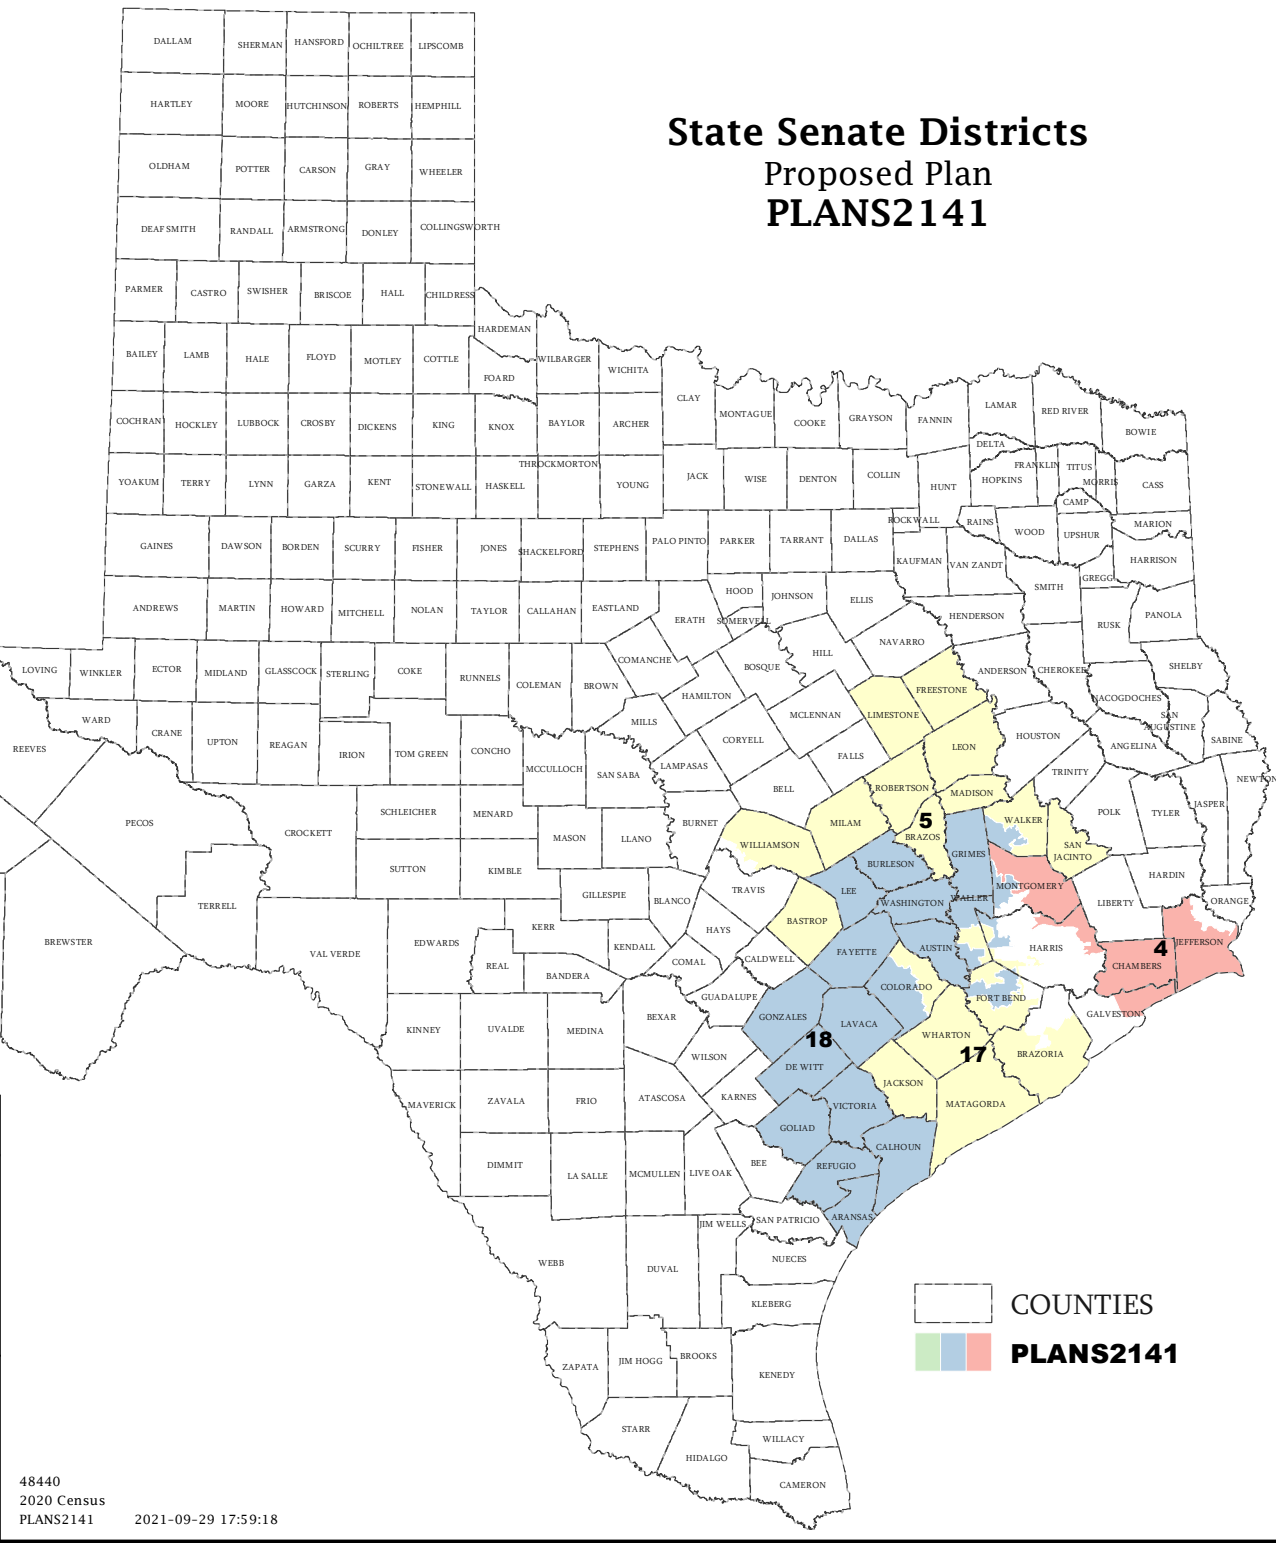 State Senate Districts
Proposed Plan
PLANS2141
DALLAM
SHERMAN
HANSFORD
OCHILTREE
LIPSCOMB
HARTLEY
MOORE
HUTCHINSON
ROBERTS
HEMPHILL
OLDHAM
POTTER
CARSON
GRAY
WHEELER
DEAF SMITH
RANDALL
ARMSTRONG
DONLEY
COLLINGSWORTH
PARMER
CASTRO
SWISHER
BRISCOE
HALL
CHILDRESS
HARDEMAN
BAILEY
LAMB
HALE
FLOYD
MOTLEY
COTTLE
FOARD
WILBARGER
WICHITA
CLAY
MONTAGUE
COOKE
GRAYSON
FANNIN
LAMAR
RED RIVER
BOWIE
COCHRAN
HOCKLEY
LUBBOCK
CROSBY
DICKENS
KING
KNOX
BAYLOR
ARCHER
DELTA
YOAKUM
TERRY
LYNN
GARZA
KENT
STONEWALL
HASKELL
THROCKMORTON
YOUNG
JACK
WISE
DENTON
COLLIN
HUNT
HOPKINS
FRANKLIN
TITUS
MORRIS
CAMP
CASS
GAINES
DAWSON
BORDEN
SCURRY
FISHER
JONES
SHACKELFORD
STEPHENS
PALO PINTO
PARKER
TARRANT
DALLAS
ROCKWALL
RAINS
WOOD
UPSHUR
MARION
KAUFMAN
VAN ZANDT
SMITH
GREGG
HARRISON
ANDREWS
MARTIN
HOWARD
MITCHELL
NOLAN
TAYLOR
CALLAHAN
EASTLAND
ERATH
HOOD
SOMERVELL
JOHNSON
ELLIS
HENDERSON
RUSK
PANOLA
LOVING
WINKLER
ECTOR
MIDLAND
GLASSCOCK
STERLING
COKE
RUNNELS
COLEMAN
BROWN
COMANCHE
HAMILTON
BOSQUE
HILL
NAVARRO
FREESTONE
ANDERSON
CHEROKEE
NACOGDOCHES
SHELBY
WARD
CRANE
UPTON
REAGAN
IRION
TOM GREEN
CONCHO
MCCULLOCH
SAN SABA
MILLS
LAMPASAS
CORYELL
MCLENNAN
LIMESTONE
FALLS
LEON
HOUSTON
ANGELINA
SAN
AUGUSTINE
SABINE
REEVES
PECOS
CROCKETT
SCHLEICHER
MENARD
MASON
LLANO
BURNET
BELL
MILAM
ROBERTSON
MADISON
TRINITY
POLK
TYLER
JASPER
NEWTON
5
BRAZOS
WALKER
SAN
JACINTO
SUTTON
KIMBLE
GILLESPIE
BLANCO
TRAVIS
WILLIAMSON
LEE
BURLESON
GRIMES
MONTGOMERY
LIBERTY
HARDIN
ORANGE
TERRELL
BREWSTER
VAL VERDE
EDWARDS
REAL
KERR
KENDALL
HAYS
BASTROP
WASHINGTON
WALLER
HARRIS
4
JEFFERSON
CHAMBERS
BANDERA
COMAL
CALDWELL
FAYETTE
AUSTIN
COLORADO
FORT BEND
GALVESTON
KINNEY
UVALDE
MEDINA
BEXAR
GUADALUPE
GONZALES
LAVACA
18
WHARTON
17
BRAZORIA
WILSON
DE WITT
JACKSON
MATAGORDA
MAVERICK
ZAVALA
FRIO
ATASCOSA
KARNES
VICTORIA
GOLIAD
CALHOUN
DIMMIT
LA SALLE
MCMULLEN
LIVE OAK
BEE
REFUGIO
ARANSAS
WEBB
DUVAL
JIM WELLS
SAN PATRICIO
NUECES
KLEBERG
ZAPATA
JIM HOGG
BROOKS
KENEDY
STARR
HIDALGO
WILLACY
CAMERON
COUNTIES
PLANS2141
48440
2020 Census
PLANS2141 2021-09-29 17:59:18